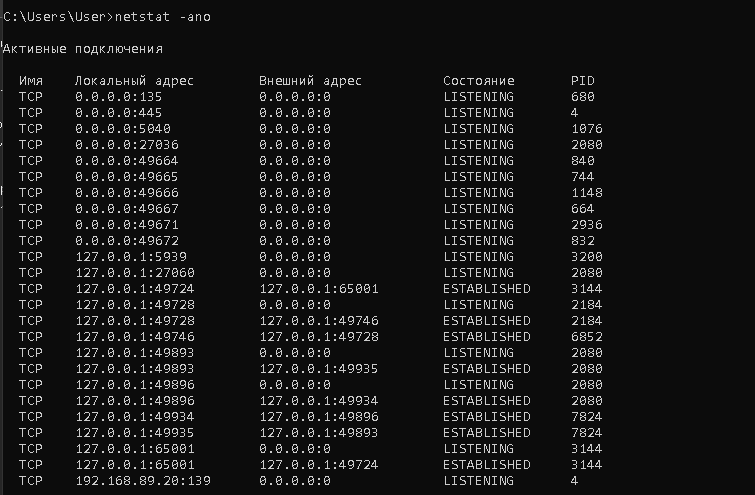 C:\Users\User>netstat -ano
Активные подключения
Имя Локальный адрес Внешний адрес Состояние PID
TCP 0.0.0.0:135 0.0.0.0:0 LISTENING 680
TCP 0.0.0.0:445 0.0.0.0:0 LISTENING 4
TCP 0.0.0.0:5040 0.0.0.0:0 LISTENING 1076
TCP 0.0.0.0:27036 0.0.0.0:0 LISTENING 2080
TCP 0.0.0.0:49664 0.0.0.0:0 LISTENING 840
TCP 0.0.0.0:49665 0.0.0.0:0 LISTENING 744
TCP 0.0.0.0:49666 0.0.0.0:0 LISTENING 1148
TCP 0.0.0.0:49667 0.0.0.0:0 LISTENING 664
TCP 0.0.0.0:49671 0.0.0.0:0 LISTENING 2936
TCP 0.0.0.0:49672 0.0.0.0:0 LISTENING 832
TCP 127.0.0.1:5939 0.0.0.0:0 LISTENING 3200
TCP 127.0.0.1:27060 0.0.0.0:0 LISTENING 2080
TCP 127.0.0.1:49724 127.0.0.1:65001 ESTABLISHED 3144
TCP 127.0.0.1:49728 0.0.0.0:0 LISTENING 2184
TCP 127.0.0.1:49728 127.0.0.1:49746 ESTABLISHED 2184
TCP 127.0.0.1:49746 127.0.0.1:49728 ESTABLISHED 6852
TCP 127.0.0.1:49893 0.0.0.0:0 LISTENING 2080
TCP 127.0.0.1:49893 127.0.0.1:49935 ESTABLISHED 2080
TCP 127.0.0.1:49896 0.0.0.0:0 LISTENING 2080
TCP 127.0.0.1:49896 127.0.0.1:49934 ESTABLISHED 2080
TCP 127.0.0.1:49934 127.0.0.1:49896 ESTABLISHED 7824
TCP 127.0.0.1:49935 127.0.0.1:49893 ESTABLISHED 7824
TCP 127.0.0.1:65001 0.0.0.0:0 LISTENING 3144
TCP 127.0.0.1:65001 127.0.0.1:49724 ESTABLISHED 3144
TCP 192.168.89.20:139 0.0.0.0:0 LISTENING 4